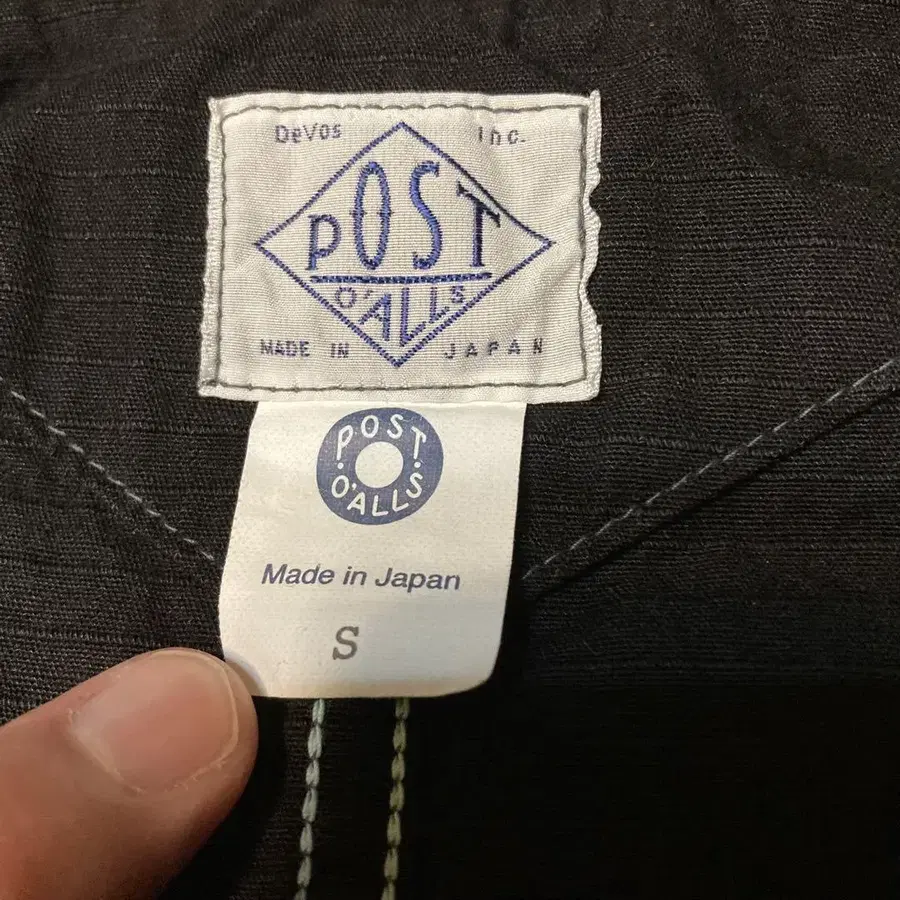 DeVos Inc.
POST
O'ALLS
MADE IN JAPAN
POST
O'ALLS
Made in Japan
S